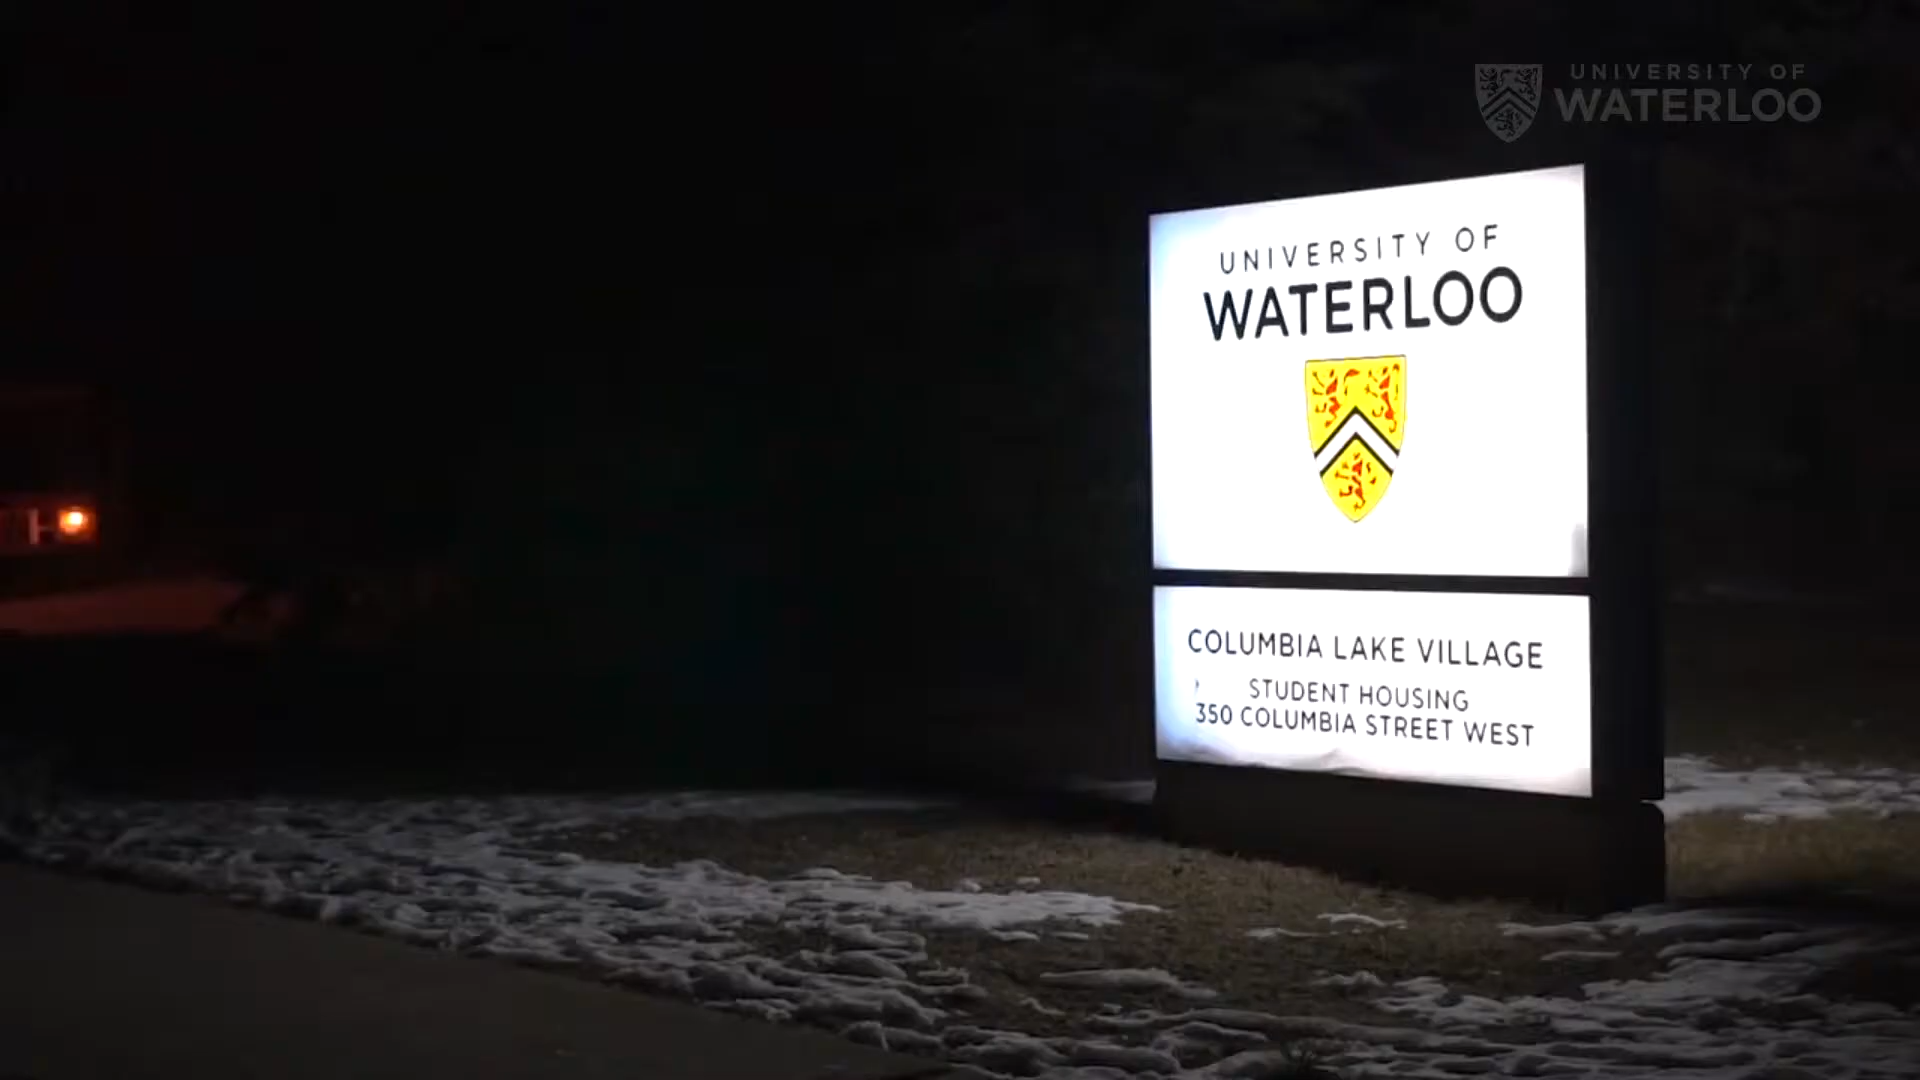 UNIVERSITY OF
WATERLOO
UNIVERSITY OF
WATERLOO
COLUMBIA LAKE VILLAGE
STUDENT HOUSING
350 COLUMBIA STREET WEST